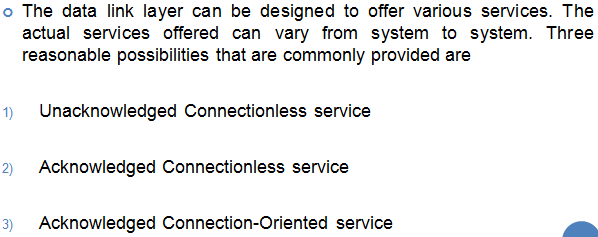 The data link layer can be designed to offer various services. The
actual services offered can vary from system to system. Three
reasonable possibilities that are commonly provided are
1) Unacknowledged Connectionless service
2) Acknowledged Connectionless service
3) Acknowledged Connection-Oriented service